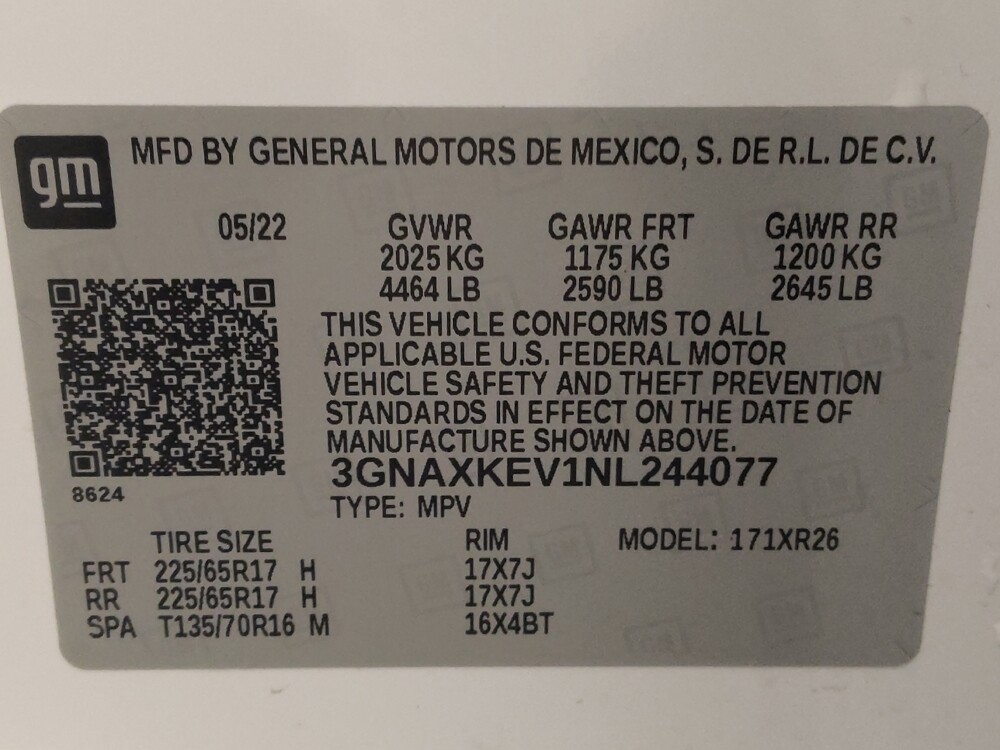 gm
MFD BY GENERAL MOTORS DE MEXICO, S. DE R.L. DE C.V.
05/22 GVWR GAWR FRT GAWR RR
2025 KG 1175 KG 1200 KG
4464 LB 2590 LB 2645 LB
THIS VEHICLE CONFORMS TO ALL
APPLICABLE U.S. FEDERAL MOTOR
VEHICLE SAFETY AND THEFT PREVENTION
STANDARDS IN EFFECT ON THE DATE OF
MANUFACTURE SHOWN ABOVE.
3GNAXKEV1NL244077
8624
TYPE: MPV
TIRE SIZE RIM MODEL: 171XR26
FRT 225/65R17 H 17X7J
RR 225/65R17 H 17X7J
SPA T135/70R16 M 16X4BT